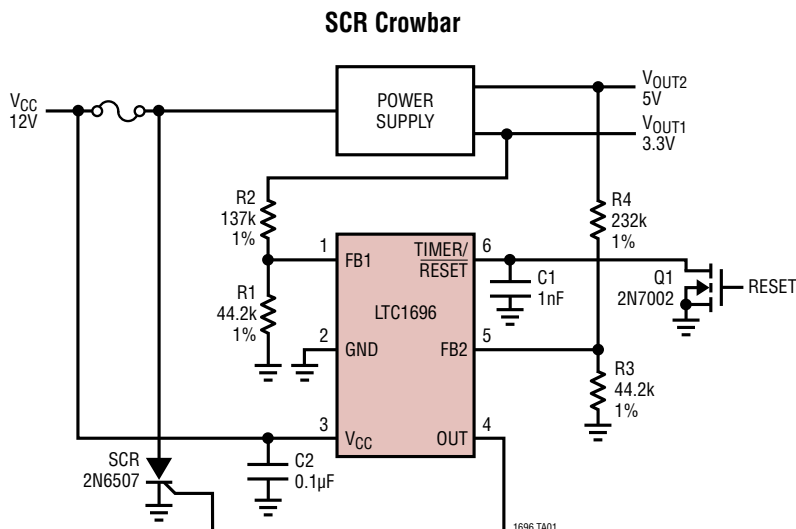 SCR Crowbar
VCC
12V
POWER
SUPPLY
VOUT2
5V
VOUT1
3.3V
R2
137k
1%
R4
232k
1%
1
FB1
TIMER/
RESET
6
C1
1nF
Q1
2N7002
RESET
R1
44.2k
1%
LTC1696
2
GND
FB2
5
R3
44.2k
1%
3
VCC
OUT
4
SCR
2N6507
C2
0.1µF
1696 TA01